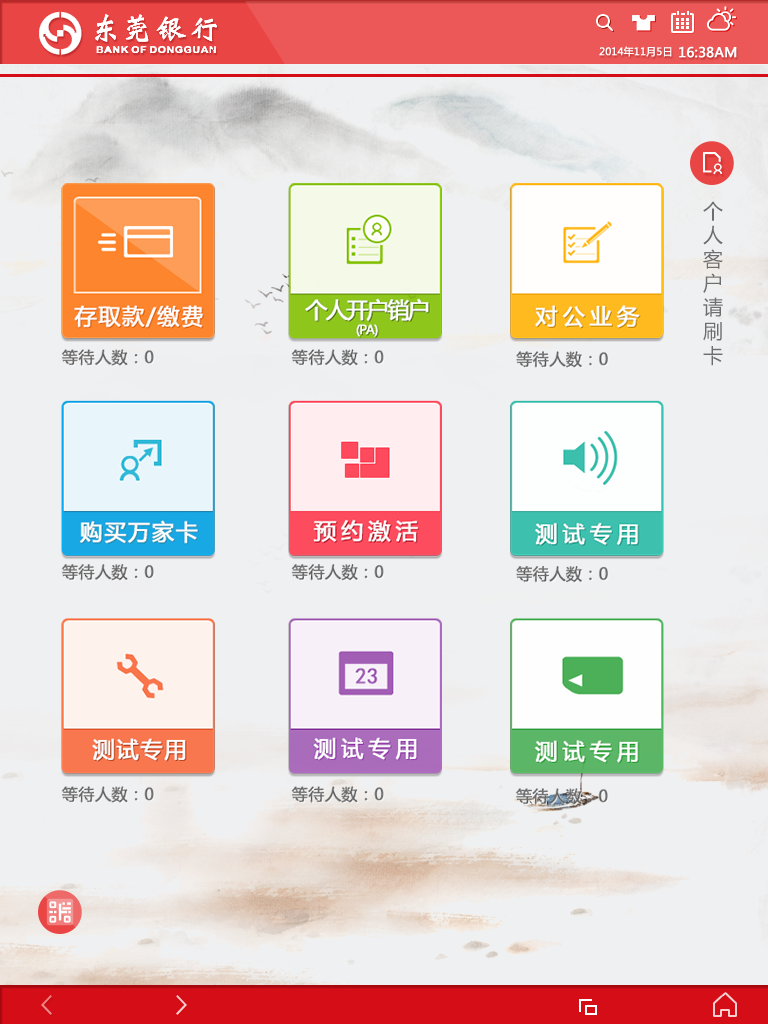 东莞银行
BANK OF DONGGUAN
2014年11月5日 16:38AM
个人客户请刷卡
存取款/缴费
等待人数：0
个人开户销户
(PA)
等待人数：0
对公业务
等待人数：0
购买万家卡
等待人数：0
预约激活
等待人数：0
测试专用
等待人数：0
测试专用
等待人数：0
23
测试专用
等待人数：0
测试专用
等待人数：0